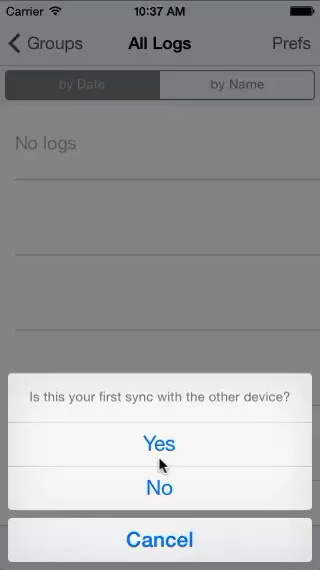 Carrier 10:37 AM
Groups All Logs Prefs
by Date by Name
No logs
Is this your first sync with the other device?
Yes
No
Cancel